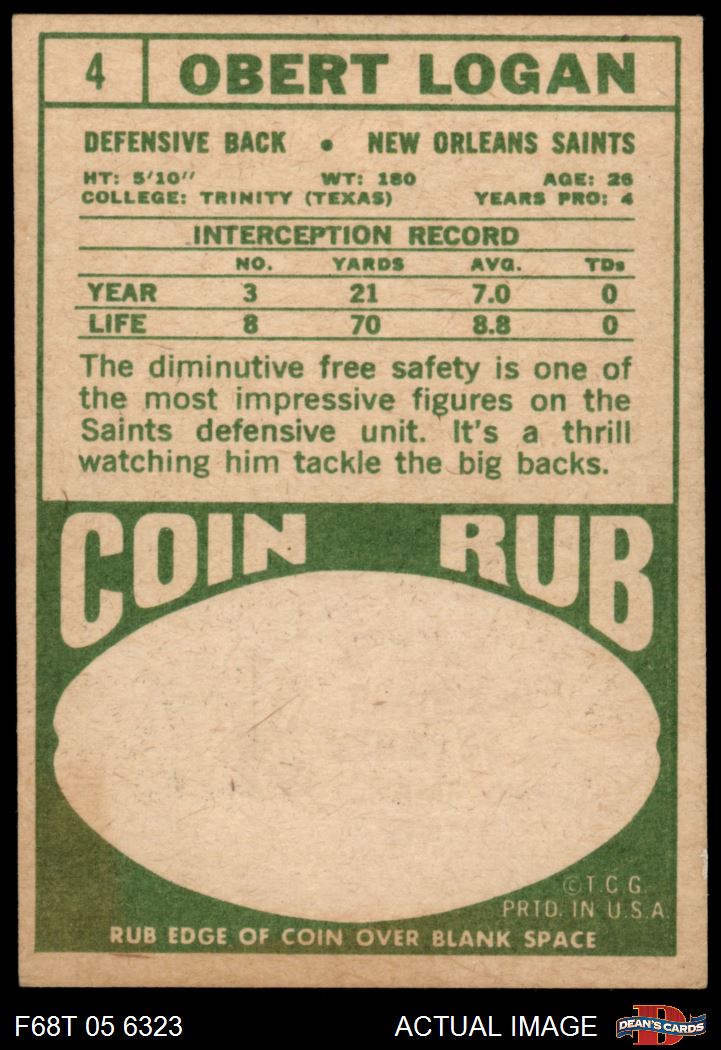 4 OBERT LOGAN
DEFENSIVE BACK • NEW ORLEANS SAINTS
HT: 5'10" WT: 180 AGE: 26
COLLEGE: TRINITY (TEXAS) YEARS PRO: 4
INTERCEPTION RECORD
NO. YARDS AVG. TDs
YEAR 3 21 7.0 0
LIFE 8 70 8.8 0
The diminutive free safety is one of
the most impressive figures on the
Saints defensive unit. It's a thrill
watching him tackle the big backs.
COIN RUB
©T.C.G.
PRTD. IN U.S.A.
RUB EDGE OF COIN OVER BLANK SPACE
F68T 05 6323 ACTUAL IMAGE D DEAN'S CARDS